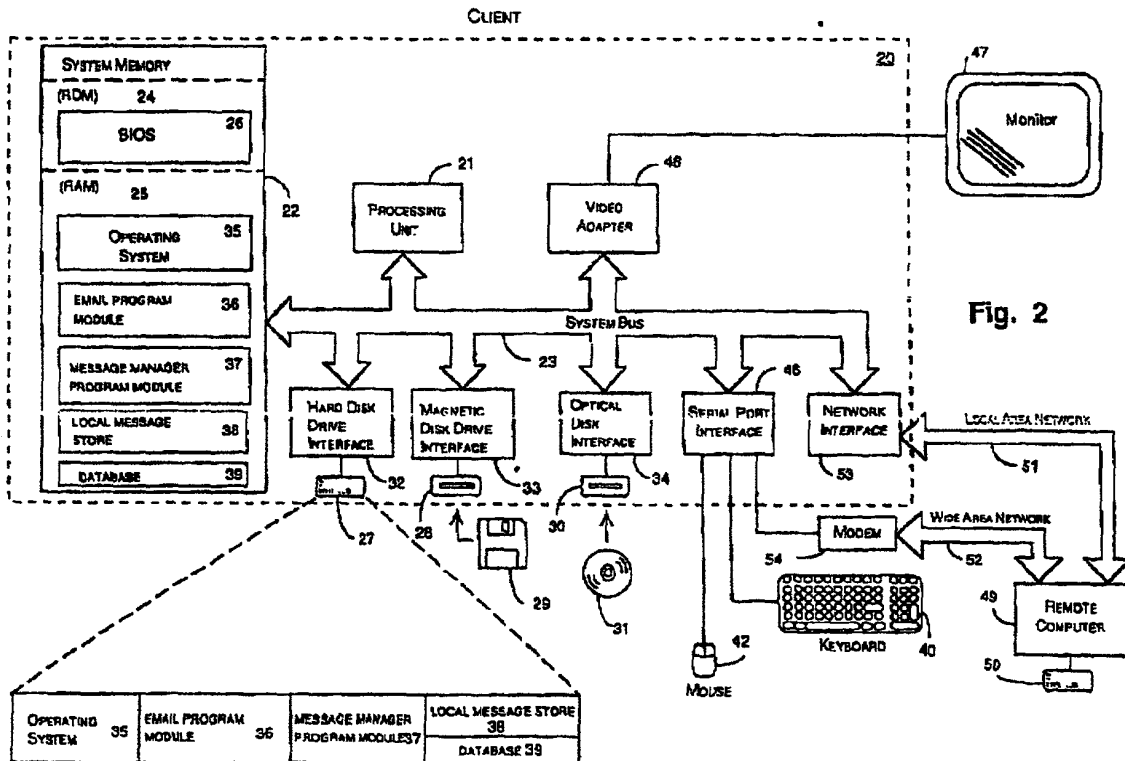 CLIENT
20
47
Monitor
SYSTEM MEMORY
(ROM) 24
BIOS 26
(RAM) 25
22
OPERATING SYSTEM 35
EMAIL PROGRAM MODULE 36
MESSAGE MANAGER PROGRAM MODULE 37
LOCAL MESSAGE STORE 38
DATABASE 39
21
PROCESSING UNIT
48
VIDEO ADAPTER
Fig. 2
SYSTEM BUS
23
HARD DISK DRIVE INTERFACE
32
MAGNETIC DISK DRIVE INTERFACE
33
OPTICAL DISK INTERFACE
34
46
SERIAL PORT INTERFACE
NETWORK INTERFACE
53
LOCAL AREA NETWORK
51
27
28
29
30
31
MODEM
54
WIDE AREA NETWORK
52
42
MOUSE
KEYBOARD
40
49
REMOTE COMPUTER
50
OPERATING SYSTEM 35
EMAIL PROGRAM MODULE 36
MESSAGE MANAGER PROGRAM MODULE 37
LOCAL MESSAGE STORE 38
DATABASE 39